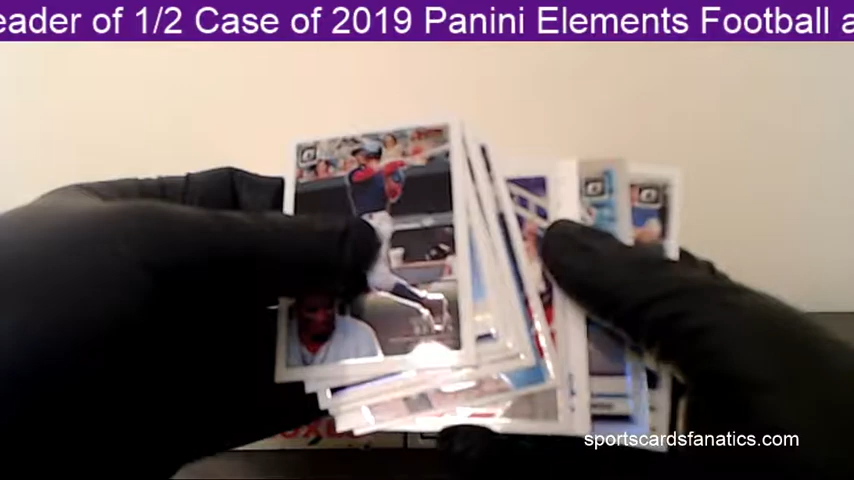 eader of 1/2 Case of 2019 Panini Elements Football a
sportscardsfanatics.com